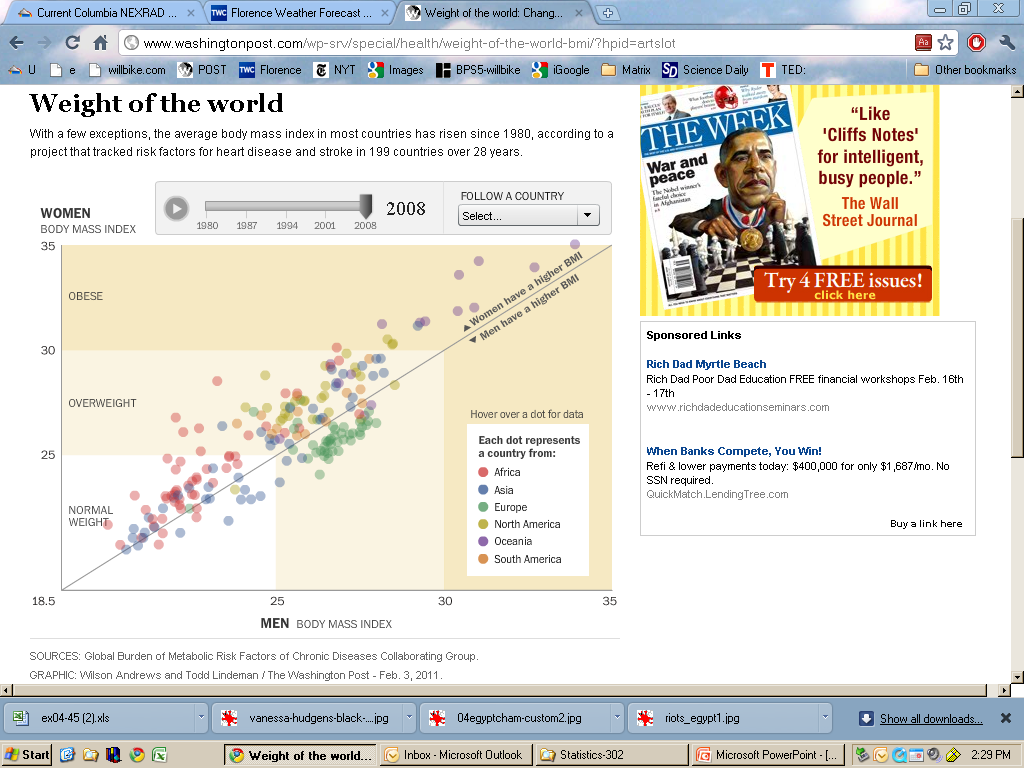 Current Columbia NEXRAD ...
Florence Weather Forecast ...
Weight of the world: Chang...
www.washingtonpost.com/wp-srv/special/health/weight-of-the-world-bmi/?hpid=artslot
U
e
willbike.com
POST
Florence
NYT
Images
BPS5-willbike
iGoogle
Matrix
Science Daily
TED:
Other bookmarks
Weight of the world
With a few exceptions, the average body mass index in most countries has risen since 1980, according to a
project that tracked risk factors for heart disease and stroke in 199 countries over 28 years.
1980
1987
1994
2001
2008
2008
FOLLOW A COUNTRY
Select...
WOMEN
BODY MASS INDEX
35
30
25
18.5
25
30
35
OBESE
OVERWEIGHT
NORMAL
WEIGHT
Women have a higher BMI
Men have a higher BMI
Hover over a dot for data
Each dot represents
a country from:
Africa
Asia
Europe
North America
Oceania
South America
MEN BODY MASS INDEX
SOURCES: Global Burden of Metabolic Risk Factors of Chronic Diseases Collaborating Group.
GRAPHIC: Wilson Andrews and Todd Lindeman / The Washington Post - Feb. 3, 2011.
THE WEEK
War and
peace
The Nobel winner's
fateful choice
in Afghanistan
“Like
'Cliffs Notes'
for intelligent,
busy people.”
The Wall
Street Journal
Try 4 FREE issues!
click here
Sponsored Links
Rich Dad Myrtle Beach
Rich Dad Poor Dad Education FREE financial workshops Feb. 16th
- 17th
www.richdadeducationseminars.com
When Banks Compete, You Win!
Refi & lower payments today: $400,000 for only $1,687/mo. No
SSN required.
QuickMatch.LendingTree.com
Buy a link here
ex04-45 (2).xls
vanessa-hudgens-black-....jpg
04egyptcham-custom2.jpg
riots_egypt1.jpg
Show all downloads...
Start
Weight of the world...
Inbox - Microsoft Outlook
Statistics-302
Microsoft PowerPoint - [...
2:29 PM